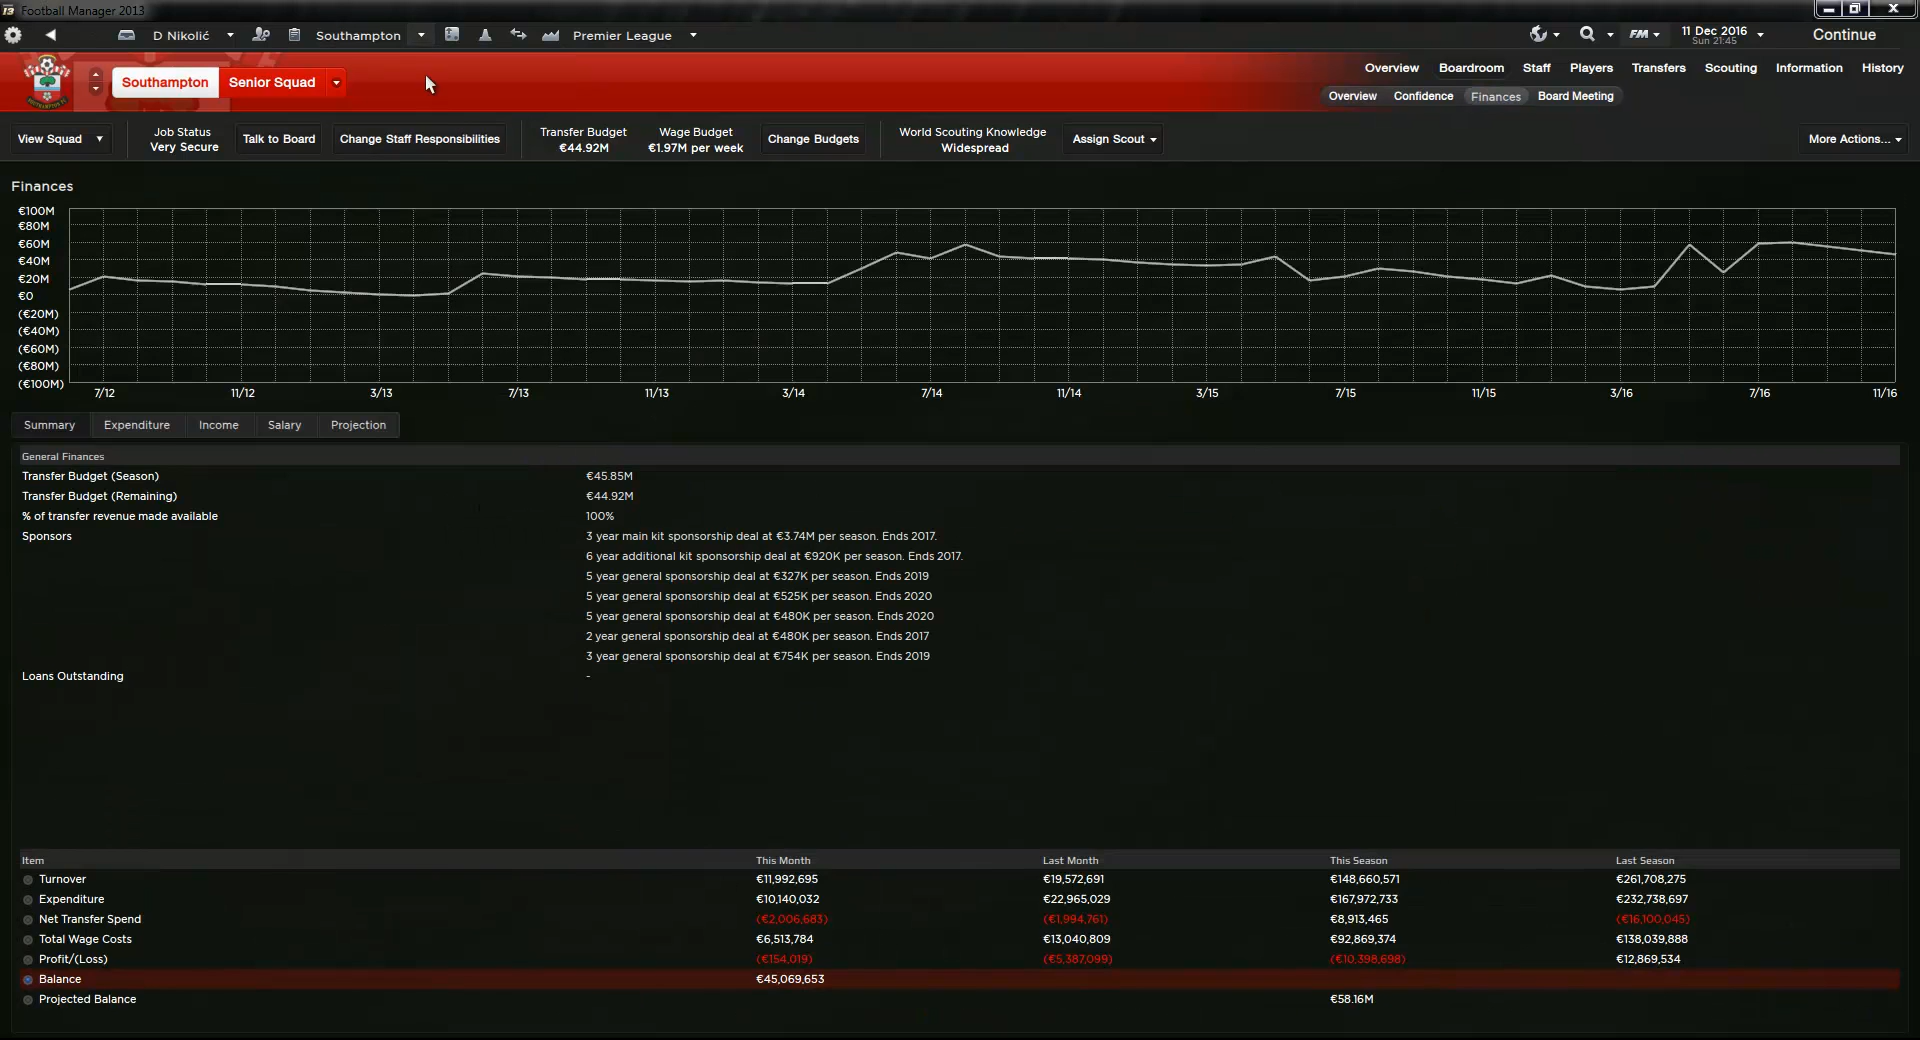 Football Manager 2013
D Nikolić Southampton Premier League FM 11 Dec 2016 Continue
Sun 21:45
Southampton Senior Squad
Overview Boardroom Staff Players Transfers Scouting Information History
Overview Confidence Finances Board Meeting
View Squad Job Status Talk to Board Change Staff Responsibilities Transfer Budget Wage Budget Change Budgets World Scouting Knowledge Assign Scout More Actions...
Very Secure €44.92M €1.97M per week Widespread
Finances
€100M
€80M
€60M
€40M
€20M
€0
(€20M)
(€40M)
(€60M)
(€80M)
(€100M)
7/12 11/12 3/13 7/13 11/13 3/14 7/14 11/14 3/15 7/15 11/15 3/16 7/16 11/16
Summary Expenditure Income Salary Projection
General Finances
Transfer Budget (Season) €45.85M
Transfer Budget (Remaining) €44.92M
% of transfer revenue made available 100%
Sponsors 3 year main kit sponsorship deal at €3.74M per season. Ends 2017.
6 year additional kit sponsorship deal at €920K per season. Ends 2017.
5 year general sponsorship deal at €327K per season. Ends 2019
5 year general sponsorship deal at €525K per season. Ends 2020
5 year general sponsorship deal at €480K per season. Ends 2020
2 year general sponsorship deal at €480K per season. Ends 2017
3 year general sponsorship deal at €754K per season. Ends 2019
Loans Outstanding -
Item This Month Last Month This Season Last Season
Turnover €11,992,695 €19,572,691 €148,660,571 €261,708,275
Expenditure €10,140,032 €22,965,029 €167,972,733 €232,738,697
Net Transfer Spend (€2,006,683) (€1,994,761) €8,913,465 (€16,100,045)
Total Wage Costs €6,513,784 €13,040,809 €92,869,374 €138,039,888
Profit/(Loss) (€154,019) (€5,387,099) (€10,398,698) €12,869,534
Balance €45,069,653
Projected Balance €58.16M